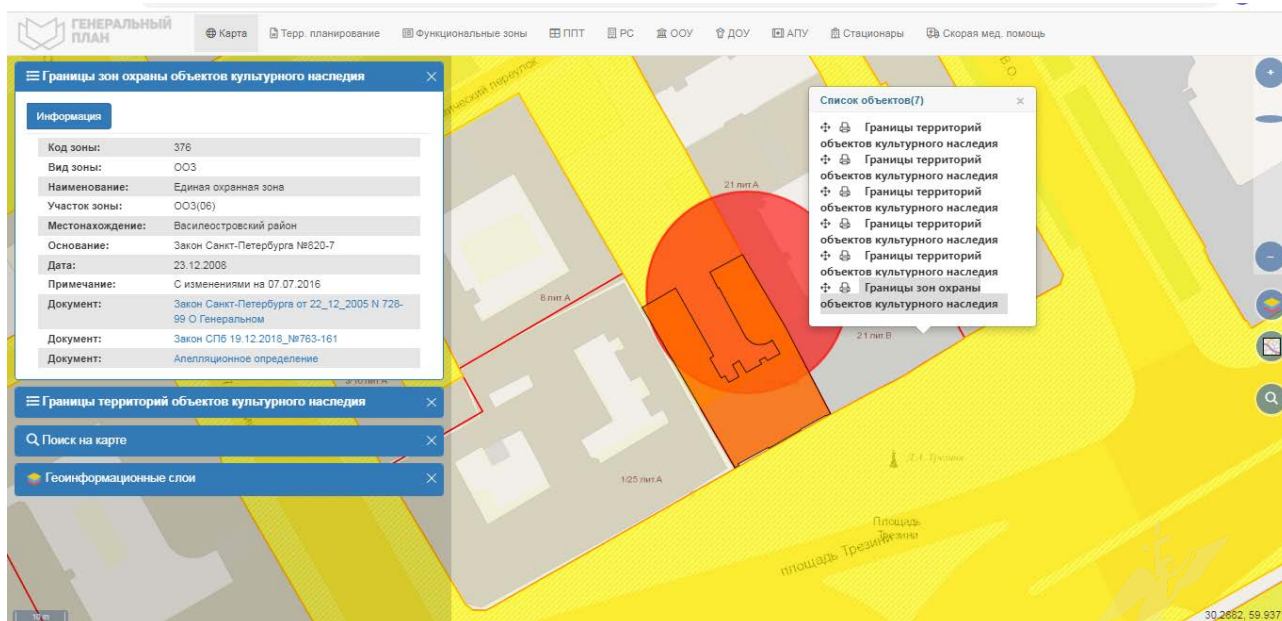 ГЕНЕРАЛЬНЫЙ
ПЛАН
Карта
Терр. планирование
Функциональные зоны
ППТ
РС
ООУ
ДОУ
АПУ
Стационары
Скорая мед. помощь
Границы зон охраны объектов культурного наследия
Информация
Код зоны: 376
Вид зоны: ООЗ
Наименование: Единая охранная зона
Участок зоны: ООЗ(06)
Местонахождение: Василеостровский район
Основание: Закон Санкт-Петербурга №820-7
Дата: 23.12.2008
Примечание: С изменениями на 07.07.2016
Документ: Закон Санкт-Петербурга от 22_12_2005 N 728-
99 О Генеральном
Документ: Закон СПб 19.12.2018_№763-161
Документ: Апелляционное определение
Границы территорий объектов культурного наследия
Поиск на карте
Геоинформационные слои
10 m
переулок
21 лит.А
8 лит.А
1/25 лит.А
21 лит.В
Д.А. Трезини
Площадь
Трезини
площадь Трезини
Список объектов(7)
Границы территорий
объектов культурного наследия
Границы территорий
объектов культурного наследия
Границы территорий
объектов культурного наследия
Границы территорий
объектов культурного наследия
Границы территорий
объектов культурного наследия
Границы зон охраны
объектов культурного наследия
30.2882, 59.937